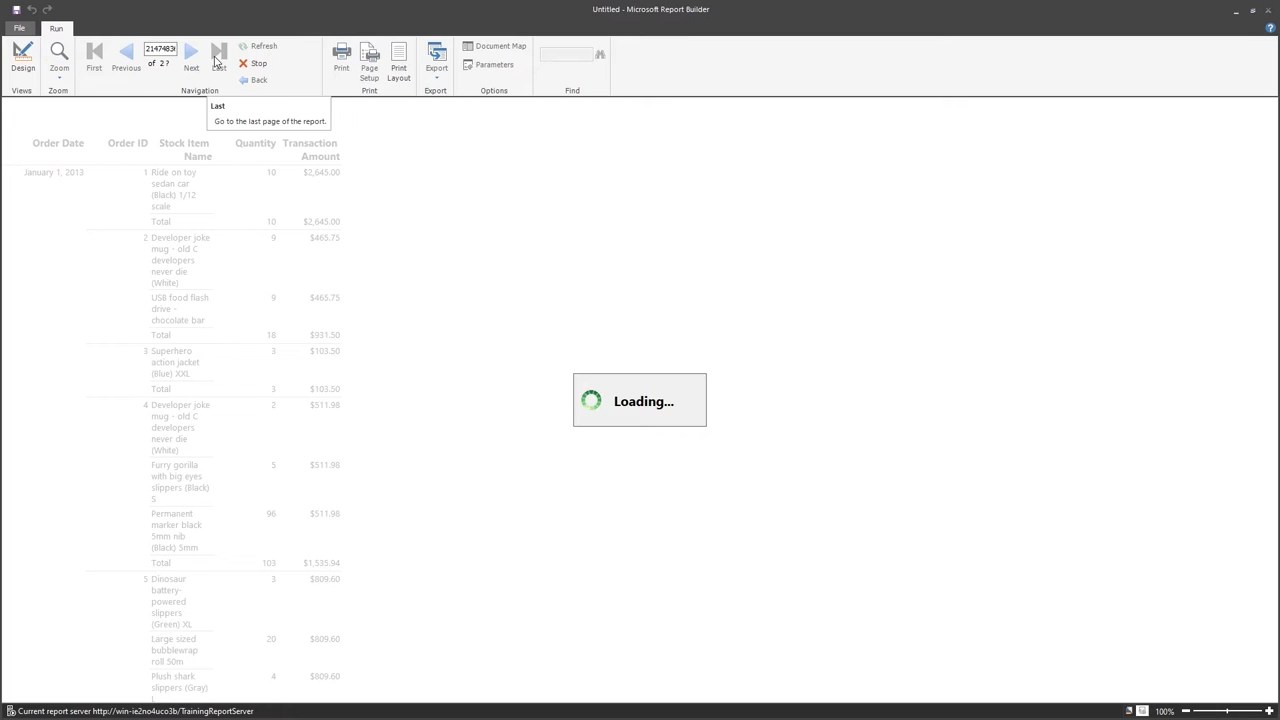 Untitled - Microsoft Report Builder
File Run
Design
Views
Zoom
Zoom
First
Previous
2147483
of 2 ?
Next
Last
Refresh
Stop
Back
Navigation
Print
Page Setup
Print Layout
Print
Export
Export
Document Map
Parameters
Options
Find
Last
Go to the last page of the report.
Order Date Order ID Stock Item Quantity Transaction
Name Amount
January 1, 2013 1 Ride on toy 10 $2,645.00
sedan car
(Black) 1/12
scale
Total 10 $2,645.00
2 Developer joke 9 $465.75
mug - old C
developers
never die
(White)
USB food flash 9 $465.75
drive -
chocolate bar
Total 18 $931.50
3 Superhero 3 $103.50
action jacket
(Blue) XXL
Total 3 $103.50
4 Developer joke 2 $511.98
mug - old C
developers
never die
(White)
Furry gorilla 5 $511.98
with big eyes
slippers (Black)
S
Permanent 96 $511.98
marker black
5mm nib
(Black) 5mm
Total 103 $1,535.94
5 Dinosaur 3 $809.60
battery-
powered
slippers
(Green) XL
Large sized 20 $809.60
bubblewrap
roll 50m
Plush shark 4 $809.60
slippers (Gray)
L
Loading...
Current report server http://win-ie2no4uco3b/TrainingReportServer
100%